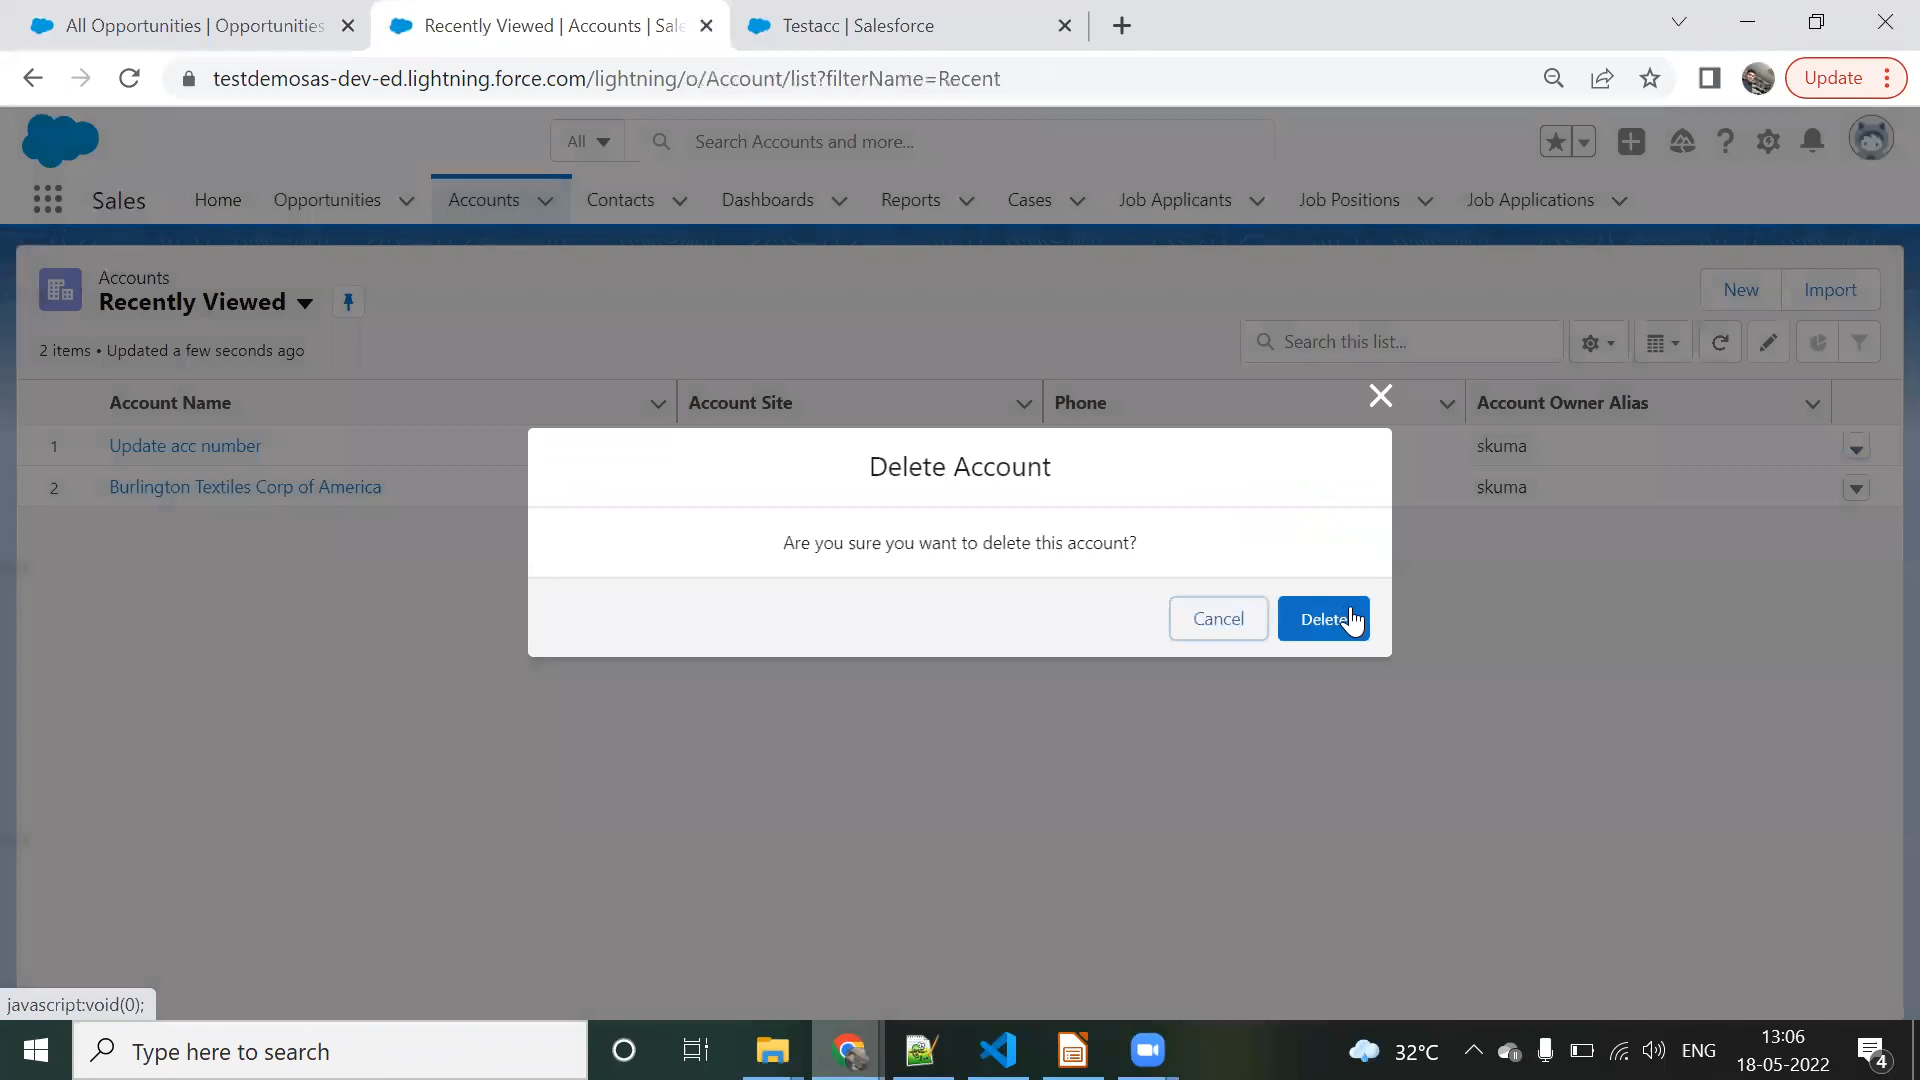 All Opportunities | Opportunities
Recently Viewed | Accounts | Sale
Testacc | Salesforce
testdemosas-dev-ed.lightning.force.com/lightning/o/Account/list?filterName=Recent
Update
All
Search Accounts and more...
Sales
Home
Opportunities
Accounts
Contacts
Dashboards
Reports
Cases
Job Applicants
Job Positions
Job Applications
Accounts
Recently Viewed
New
Import
2 items • Updated a few seconds ago
Search this list...
Account Name
Account Site
Phone
Account Owner Alias
1
Update acc number
skuma
2
Burlington Textiles Corp of America
skuma
Delete Account
Are you sure you want to delete this account?
Cancel
Delete
javascript:void(0);
Type here to search
32°C
ENG
13:06
18-05-2022
4